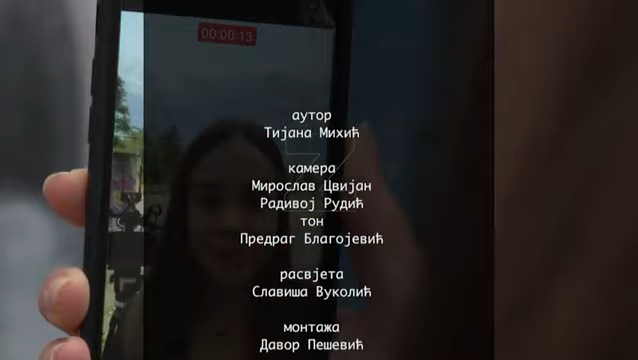 00:00:13
аутор
Тијана Михић
камера
Мирослав Цвијан
Радивој Рудић
тон
Предраг Благојевић
расвјета
Славиша Вуколић
монтажа
Давор Пешевић